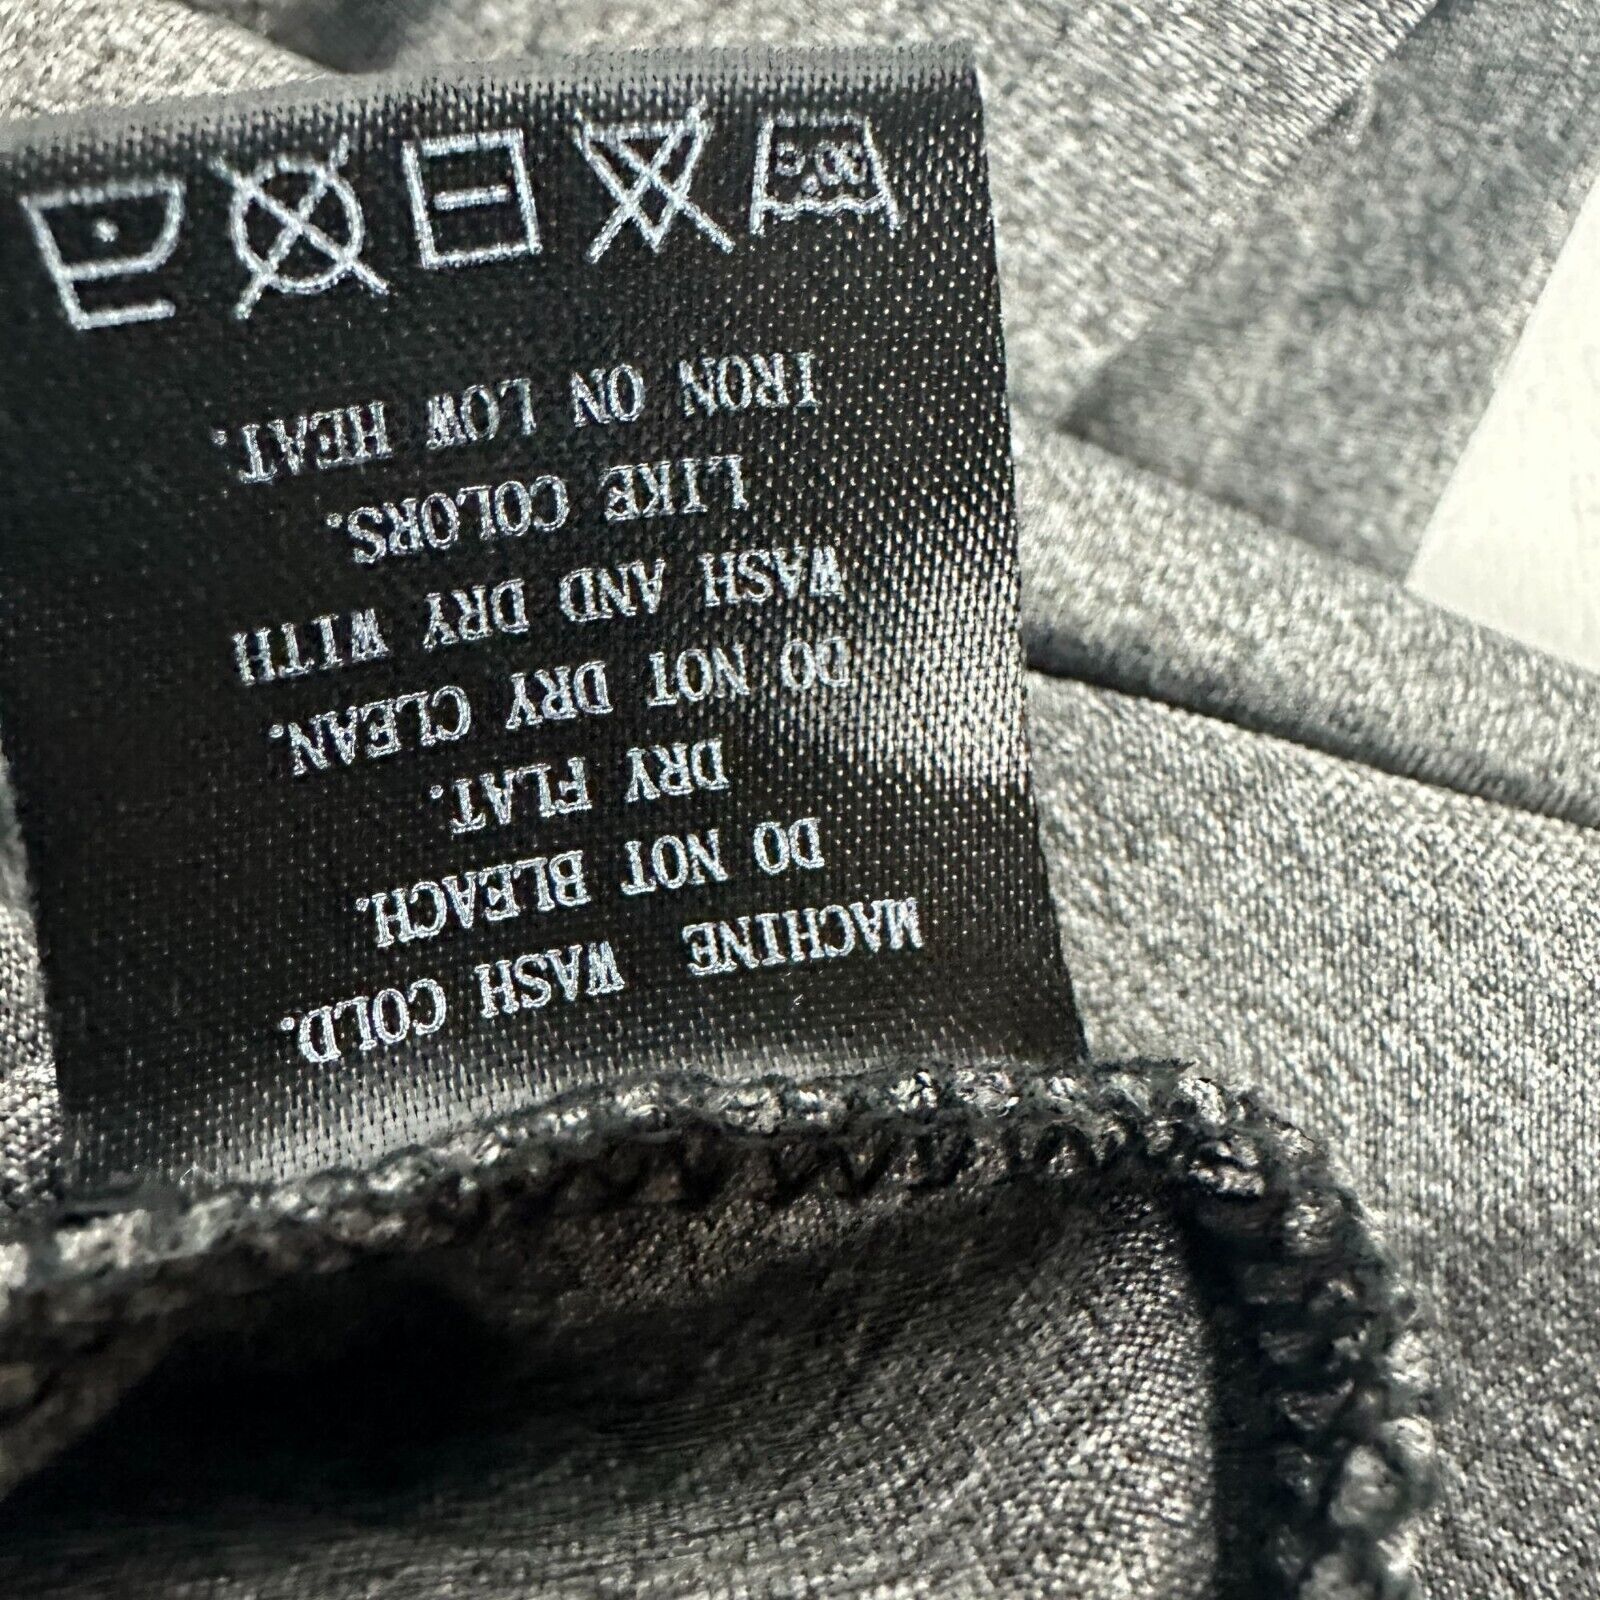 MACHINE WASH COLD.
DO NOT BLEACH.
DRY FLAT.
DO NOT DRY CLEAN.
WASH AND DRY WITH
LIKE COLORS.
IRON ON LOW HEAT.